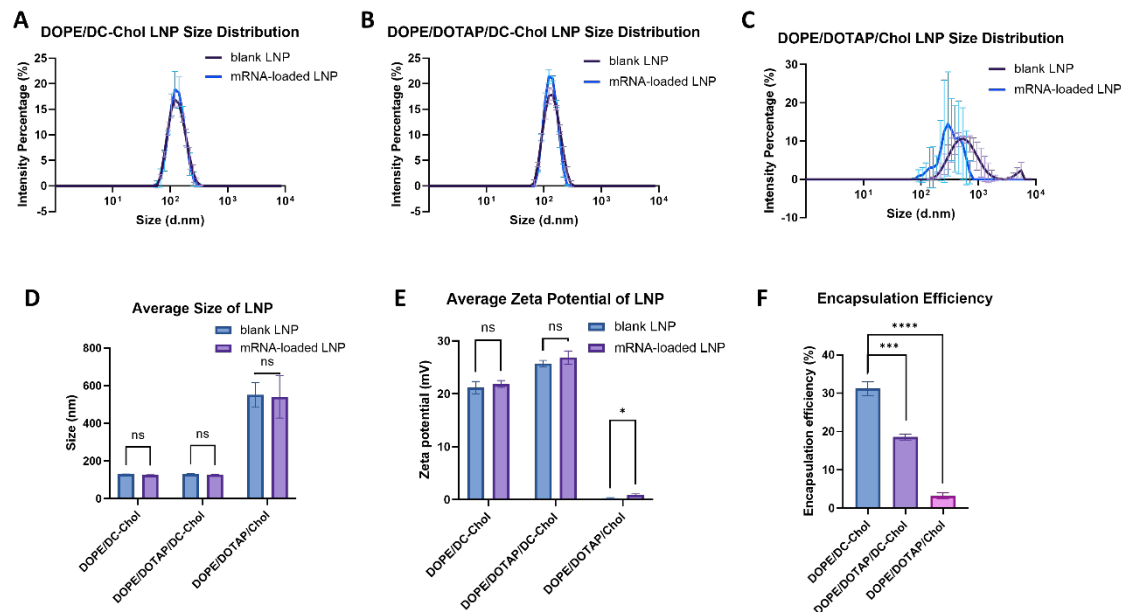 A
DOPE/DC-Chol LNP Size Distribution
blank LNP
mRNA-loaded LNP
Intensity Percentage (%)
25
20
15
10
5
0
-5
10¹
10²
10³
10⁴
Size (d.nm)
B
DOPE/DOTAP/DC-Chol LNP Size Distribution
blank LNP
mRNA-loaded LNP
Intensity Percentage (%)
25
20
15
10
5
0
-5
10¹
10²
10³
10⁴
Size (d.nm)
C
DOPE/DOTAP/Chol LNP Size Distribution
blank LNP
mRNA-loaded LNP
Intensity Percentage (%)
30
20
10
0
-10
10¹
10²
10³
10⁴
Size (d.nm)
D
Average Size of LNP
blank LNP
mRNA-loaded LNP
Size (nm)
800
600
400
200
0
ns
ns
ns
DOPE/DC-Chol
DOPE/DOTAP/DC-Chol
DOPE/DOTAP/Chol
E
Average Zeta Potential of LNP
blank LNP
mRNA-loaded LNP
Zeta potential (mV)
30
20
10
0
ns
ns
*
DOPE/DC-Chol
DOPE/DOTAP/DC-Chol
DOPE/DOTAP/Chol
F
Encapsulation Efficiency
Encapsulation efficiency (%)
40
30
20
10
0
****
***
DOPE/DC-Chol
DOPE/DOTAP/DC-Chol
DOPE/DOTAP/Chol